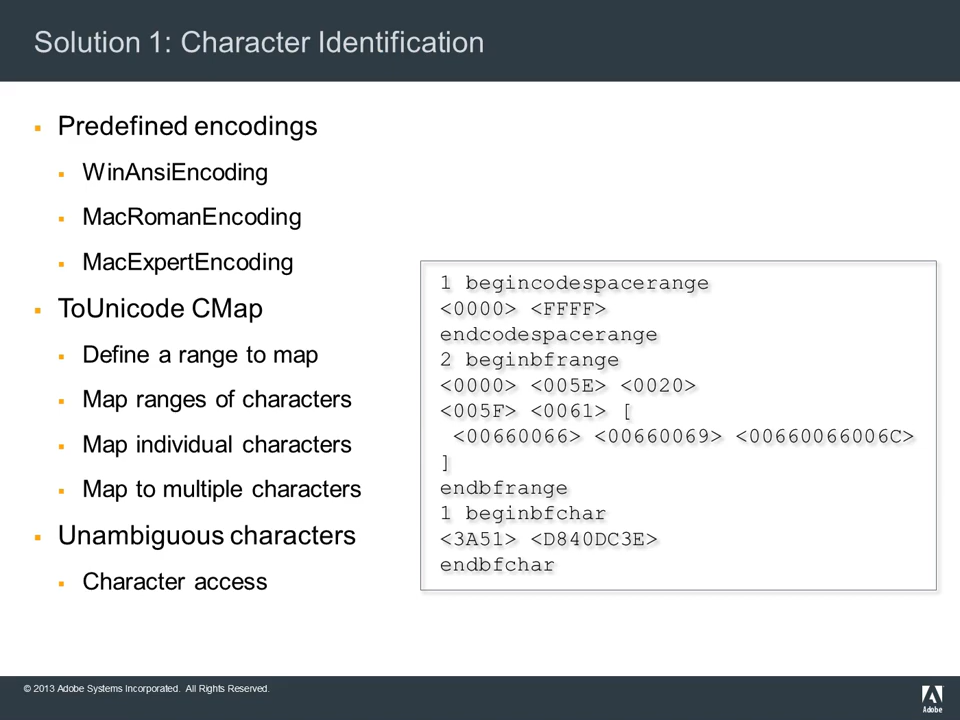 Solution 1: Character Identification
Predefined encodings
WinAnsiEncoding
MacRomanEncoding
MacExpertEncoding
ToUnicode CMap
Define a range to map
Map ranges of characters
Map individual characters
Map to multiple characters
Unambiguous characters
Character access
1 begincodespacerange
<0000> <FFFF>
endcodespacerange
2 beginbfrange
<0000> <005E> <0020>
<005F> <0061> [
<00660066> <00660069> <00660066006C>
]
endbfrange
1 beginbfchar
<3A51> <D840DC3E>
endbfchar
© 2013 Adobe Systems Incorporated. All Rights Reserved.
Adobe